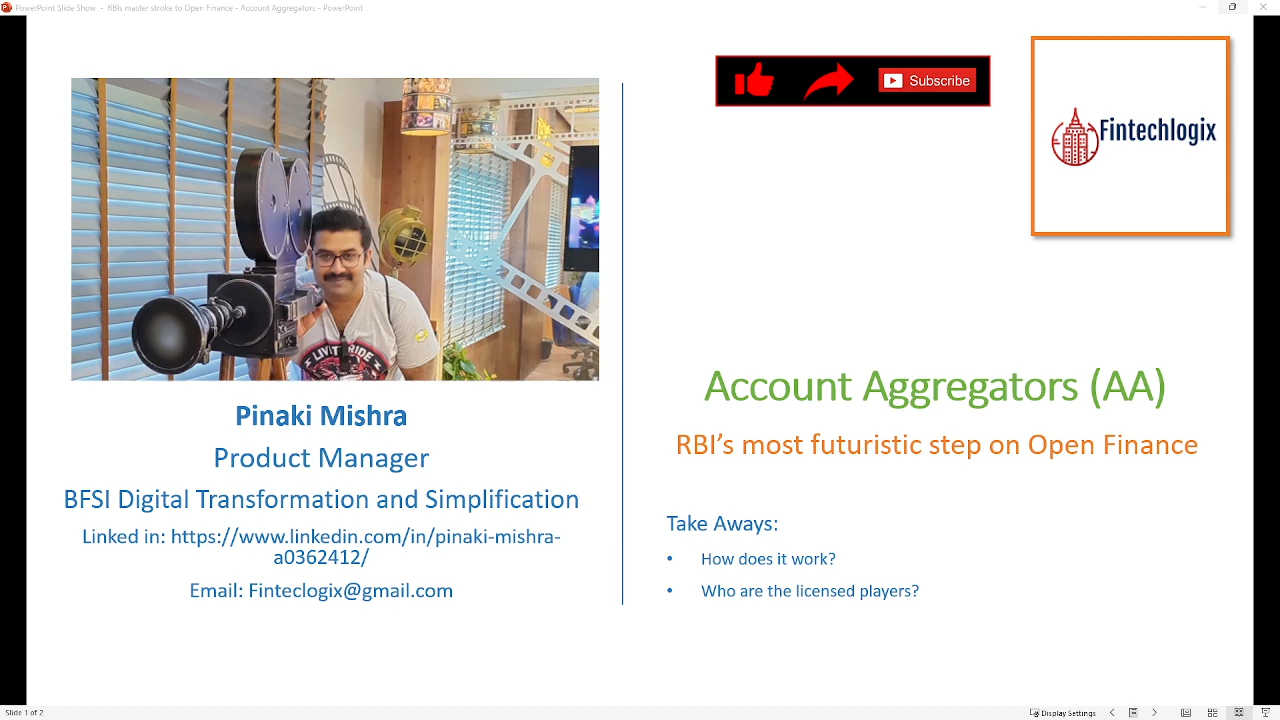 PowerPoint Slide Show - RBIs master stroke to Open Finance - Account Aggregators - PowerPoint
Subscribe
Fintechlogix
Pinaki Mishra
Product Manager
BFSI Digital Transformation and Simplification
Linked in: https://www.linkedin.com/in/pinaki-mishra-
a0362412/
Email: Finteclogix@gmail.com
Account Aggregators (AA)
RBI’s most futuristic step on Open Finance
Take Aways:
• How does it work?
• Who are the licensed players?
Slide 1 of 2
Display Settings